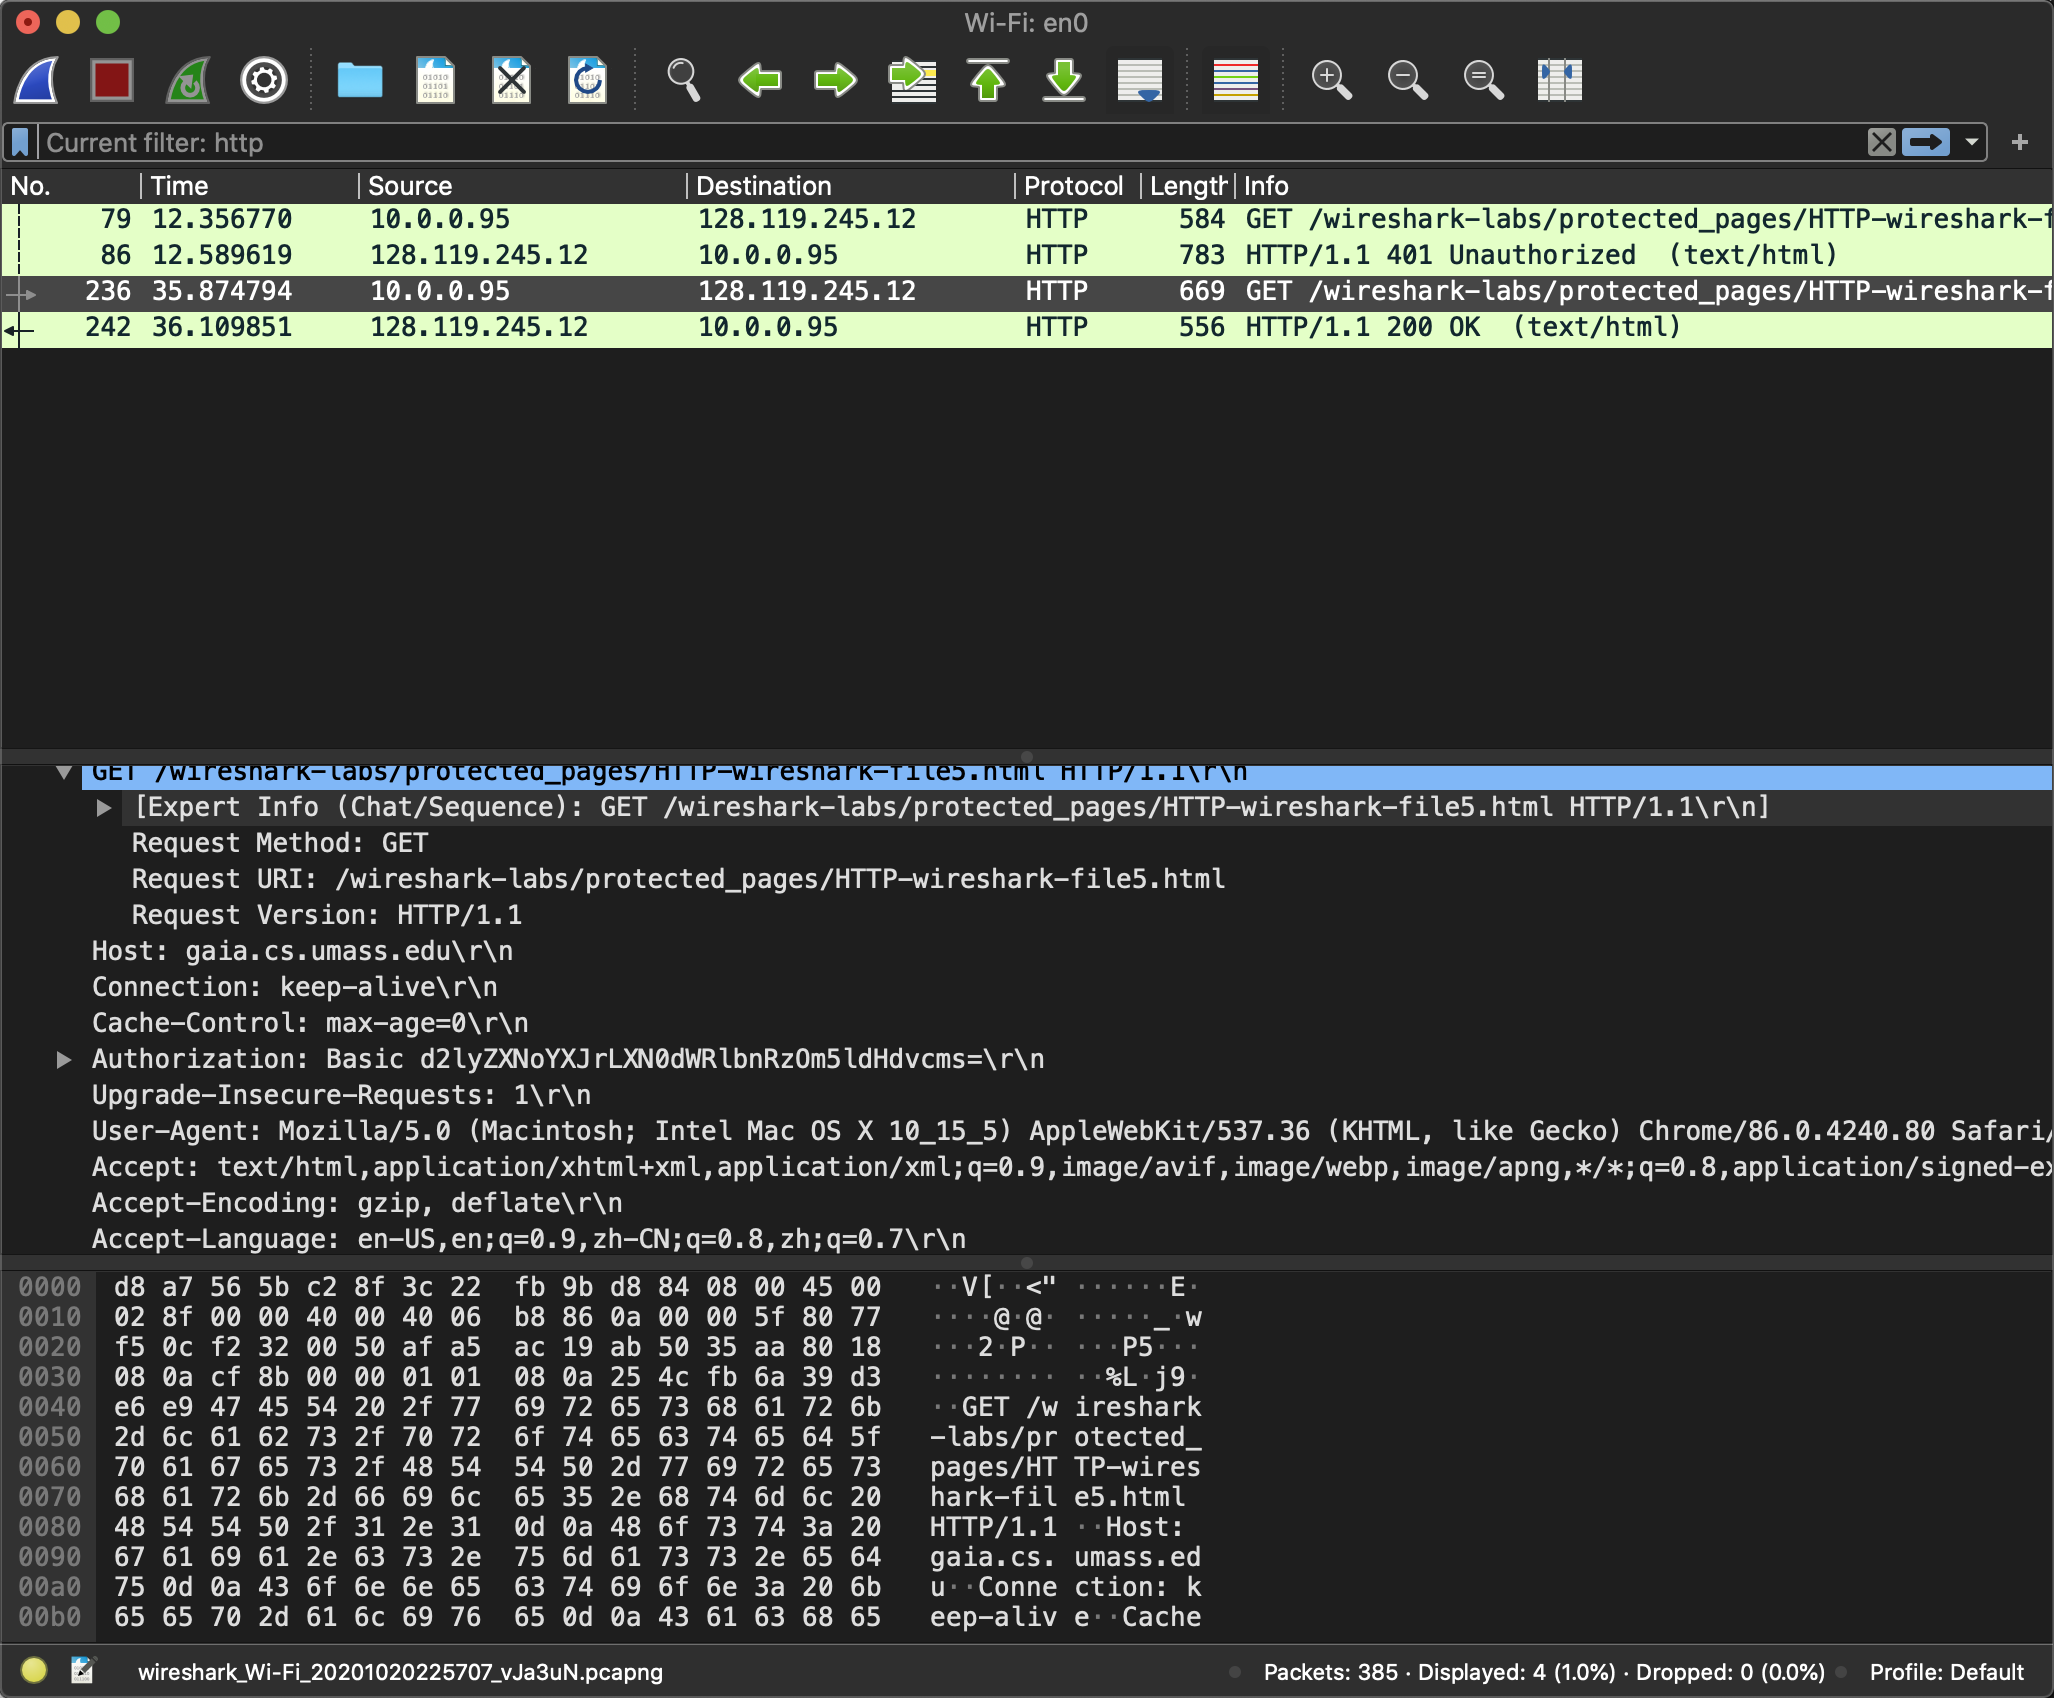 Wi-Fi: en0
Current filter: http
No. Time Source Destination Protocol Length Info
79 12.356770 10.0.0.95 128.119.245.12 HTTP 584 GET /wireshark-labs/protected_pages/HTTP-wireshark-f
86 12.589619 128.119.245.12 10.0.0.95 HTTP 783 HTTP/1.1 401 Unauthorized (text/html)
236 35.874794 10.0.0.95 128.119.245.12 HTTP 669 GET /wireshark-labs/protected_pages/HTTP-wireshark-f
242 36.109851 128.119.245.12 10.0.0.95 HTTP 556 HTTP/1.1 200 OK (text/html)
GET /wireshark-labs/protected_pages/HTTP-wireshark-file5.html HTTP/1.1\r\n
[Expert Info (Chat/Sequence): GET /wireshark-labs/protected_pages/HTTP-wireshark-file5.html HTTP/1.1\r\n]
Request Method: GET
Request URI: /wireshark-labs/protected_pages/HTTP-wireshark-file5.html
Request Version: HTTP/1.1
Host: gaia.cs.umass.edu\r\n
Connection: keep-alive\r\n
Cache-Control: max-age=0\r\n
Authorization: Basic d2lyZXNoYXJrLXN0dWRlbnRzOm5ldHdvcms=\r\n
Upgrade-Insecure-Requests: 1\r\n
User-Agent: Mozilla/5.0 (Macintosh; Intel Mac OS X 10_15_5) AppleWebKit/537.36 (KHTML, like Gecko) Chrome/86.0.4240.80 Safari/
Accept: text/html,application/xhtml+xml,application/xml;q=0.9,image/avif,image/webp,image/apng,*/*;q=0.8,application/signed-ex
Accept-Encoding: gzip, deflate\r\n
Accept-Language: en-US,en;q=0.9,zh-CN;q=0.8,zh;q=0.7\r\n
0000 d8 a7 56 5b c2 8f 3c 22 fb 9b d8 84 08 00 45 00 ··V[··<" ······E·
0010 02 8f 00 00 40 00 40 06 b8 86 0a 00 00 5f 80 77 ····@·@· ·····_·w
0020 f5 0c f2 32 00 50 af a5 ac 19 ab 50 35 aa 80 18 ···2·P·· ···P5···
0030 08 0a cf 8b 00 00 01 01 08 0a 25 4c fb 6a 39 d3 ········ ··%L·j9·
0040 e6 e9 47 45 54 20 2f 77 69 72 65 73 68 61 72 6b ··GET /w ireshark
0050 2d 6c 61 62 73 2f 70 72 6f 74 65 63 74 65 64 5f -labs/pr otected_
0060 70 61 67 65 73 2f 48 54 54 50 2d 77 69 72 65 73 pages/HT TP-wires
0070 68 61 72 6b 2d 66 69 6c 65 35 2e 68 74 6d 6c 20 hark-fil e5.html
0080 48 54 54 50 2f 31 2e 31 0d 0a 48 6f 73 74 3a 20 HTTP/1.1 ··Host:
0090 67 61 69 61 2e 63 73 2e 75 6d 61 73 73 2e 65 64 gaia.cs. umass.ed
00a0 75 0d 0a 43 6f 6e 6e 65 63 74 69 6f 6e 3a 20 6b u··Conne ction: k
00b0 65 65 70 2d 61 6c 69 76 65 0d 0a 43 61 63 68 65 eep-aliv e··Cache
wireshark_Wi-Fi_20201020225707_vJa3uN.pcapng Packets: 385 · Displayed: 4 (1.0%) · Dropped: 0 (0.0%) Profile: Default